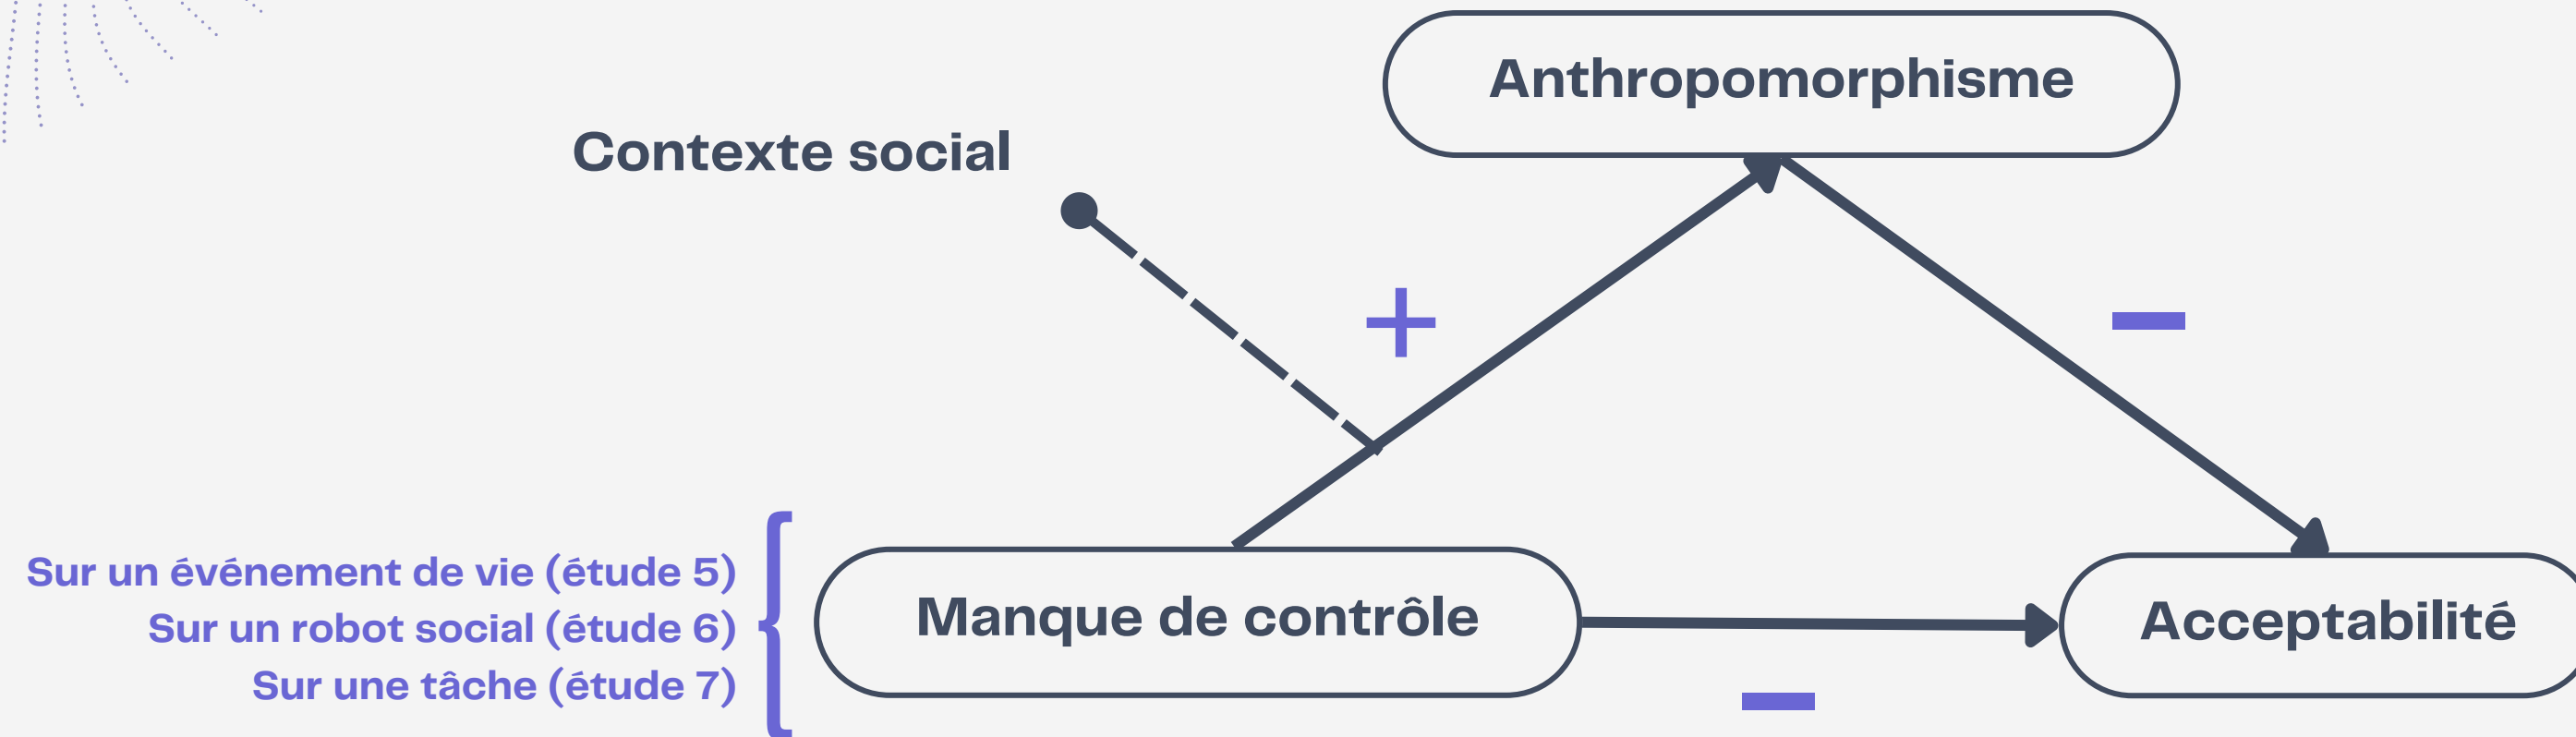 Anthropomorphisme
Contexte social
+
−
Sur un événement de vie (étude 5)
Sur un robot social (étude 6)
Sur une tâche (étude 7)
Manque de contrôle
Acceptabilité
−